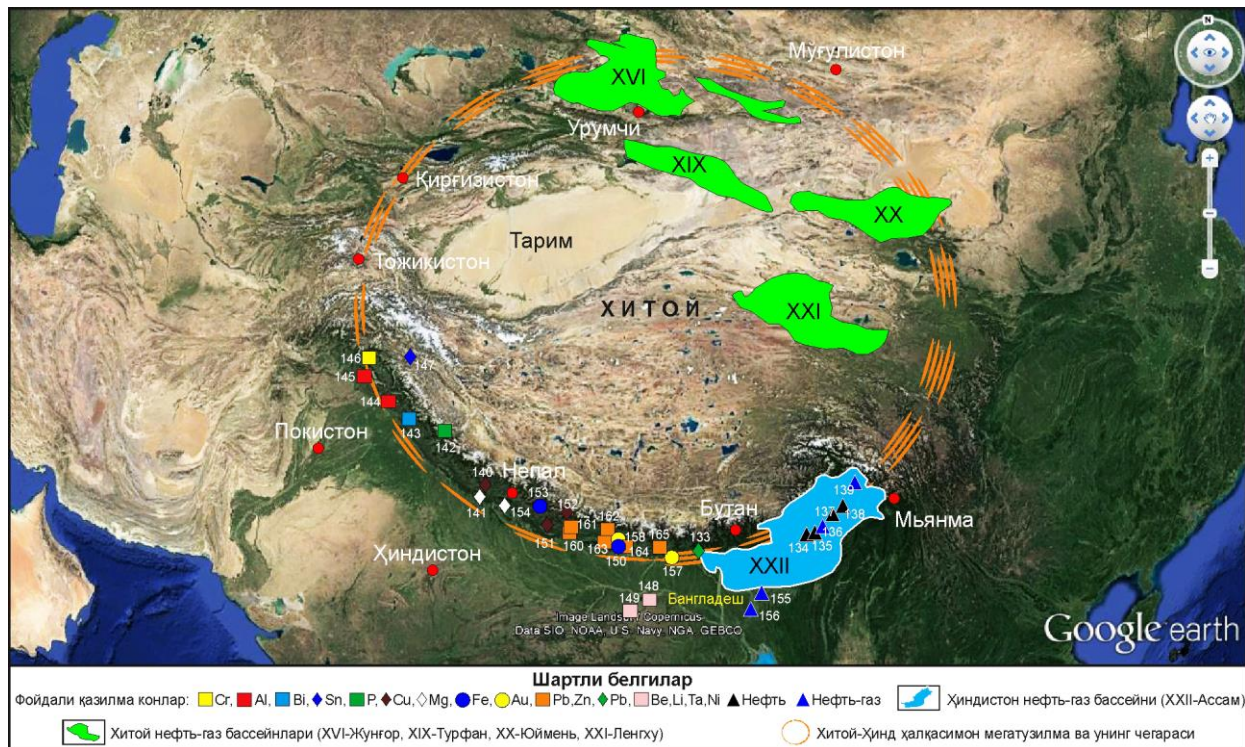 N
Мўғулистон
XVI
Урумчи
XIX
Қирғизистон
XX
Тарим
Тожикистон
ХИТОЙ
XXI
146
147
145
144
143
142
Покистон
140
Непал
139
141
154
153
152
Бутан
137
138
Мьянма
151
161
162
160
163
158
165
133
136
134
135
150
164
157
XXII
Ҳиндистон
148
149
Бангладеш
155
156
Image Landsat / Copernicus
Data SIO, NOAA, U.S. Navy, NGA, GEBCO
Google earth
Шартли белгилар
Фойдали қазилма конлар: Cr, Al, Bi, Sn, P, Cu, Mg, Fe, Au, Pb,Zn, Pb, Be,Li,Ta,Ni Нефть Нефть-газ Ҳиндистон нефть-газ бассейни (XXII-Ассам)
Хитой нефть-газ бассейнлари (XVI-Жунғор, XIX-Турфан, XX-Юймень, XXI-Ленгху) Хитой-Ҳинд ҳалқасимон мегатузилма ва унинг чегараси